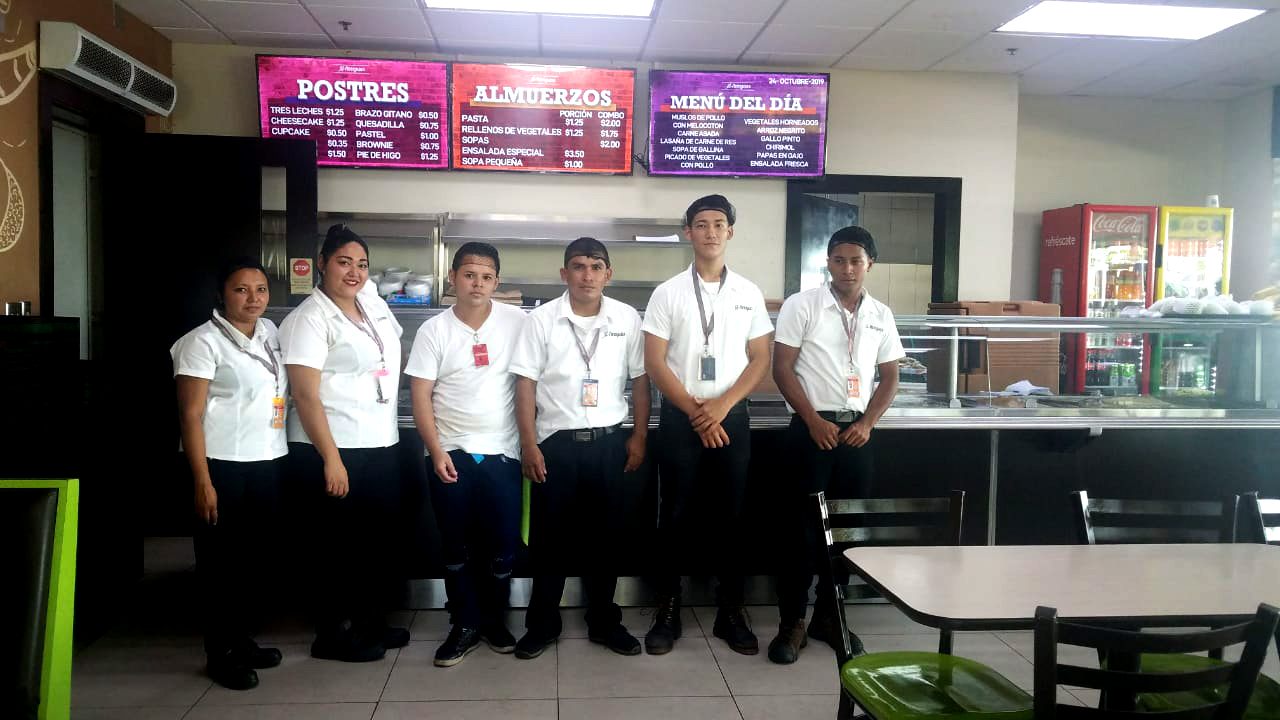 POSTRES
TRES LECHES $1.25 BRAZO GITANO $0.50
CHEESECAKE $1.25 QUESADILLA $0.75
CUPCAKE $0.50 PASTEL $1.00
$0.35 BROWNIE $0.75
$1.50 PIE DE HIGO $1.25
ALMUERZOS
PORCIÓN COMBO
PASTA $1.25 $2.00
RELLENOS DE VEGETALES $1.25 $1.75
SOPAS $2.00
ENSALADA ESPECIAL $3.50
SOPA PEQUEÑA $1.00
24- OCTUBRE-2019
MENÚ DEL DÍA
MUSLOS DE POLLO
CON MELOCOTON
CARNE ASADA
LASAÑA DE CARNE DE RES
SOPA DE GALLINA
PICADO DE VEGETALES
CON POLLO
VEGETALES HORNEADOS
ARROZ NEGRITO
GALLO PINTO
CHIRIMOL
PAPAS EN GAJO
ENSALADA FRESCA
STOP
refréscate
Coca-Cola